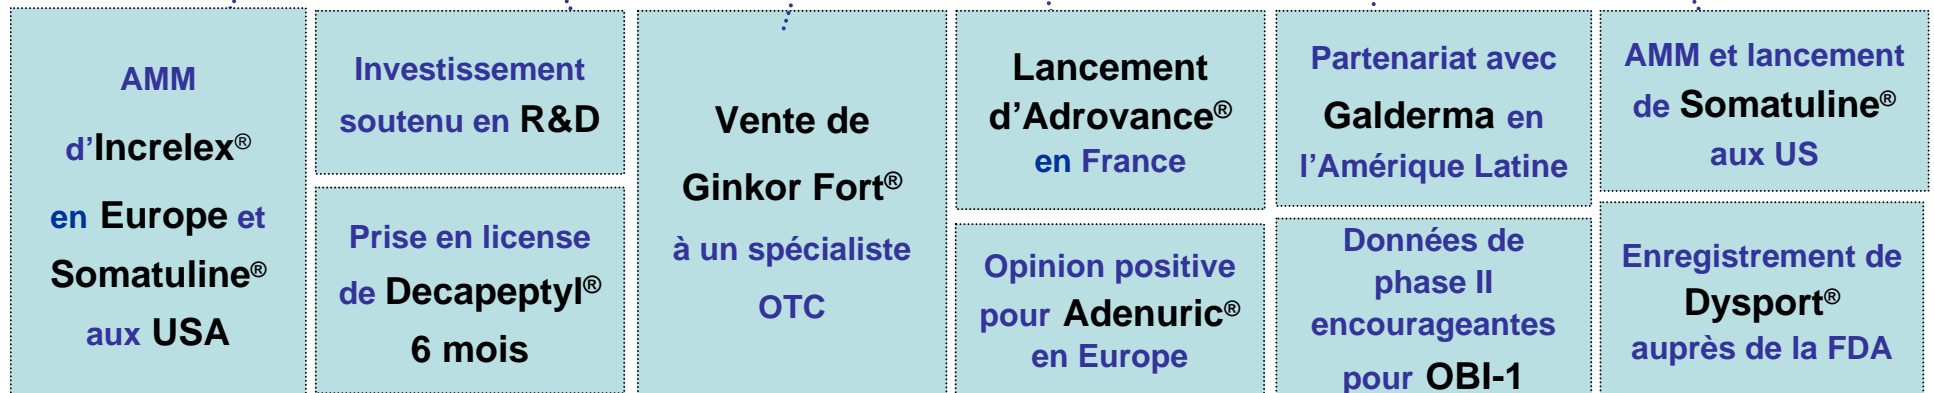 AMM
d’Increlex®
en Europe et
Somatuline®
aux USA
Investissement
soutenu en R&D
Prise en license
de Decapeptyl®
6 mois
Vente de
Ginkor Fort®
à un spécialiste
OTC
Lancement
d’Adrovance®
en France
Opinion positive
pour Adenuric®
en Europe
Partenariat avec
Galderma en
l’Amérique Latine
Données de
phase II
encourageantes
pour OBI-1
AMM et lancement
de Somatuline®
aux US
Enregistrement de
Dysport®
auprès de la FDA